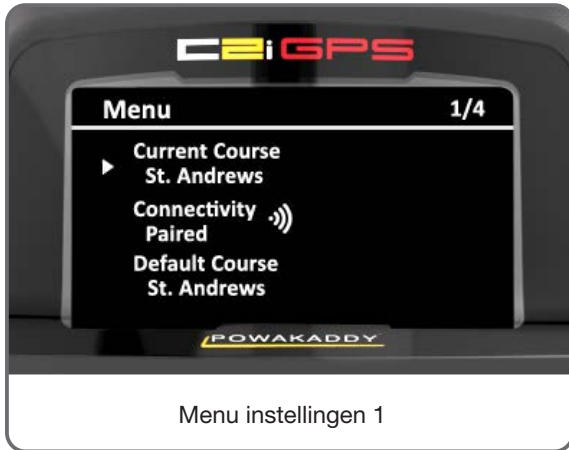 C2i GPS
Menu 1/4
Current Course
St. Andrews
Connectivity
Paired
Default Course
St. Andrews
POWAKADDY
Menu instellingen 1